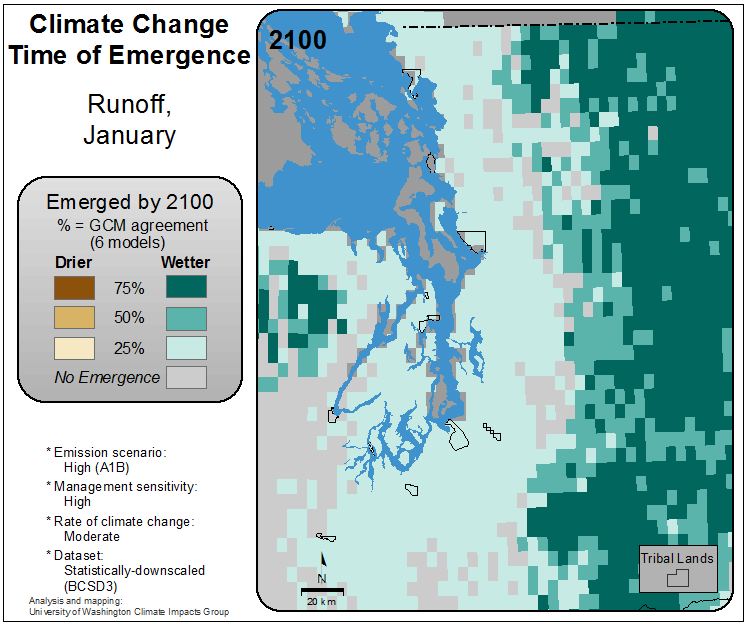 Climate Change
Time of Emergence
Runoff,
January
Emerged by 2100
% = GCM agreement
(6 models)
Drier Wetter
75%
50%
25%
No Emergence
* Emission scenario:
High (A1B)
* Management sensitivity:
High
* Rate of climate change:
Moderate
* Dataset:
Statistically-downscaled
(BCSD3)
Analysis and mapping:
University of Washington Climate Impacts Group
2100
Tribal Lands
N
20 km